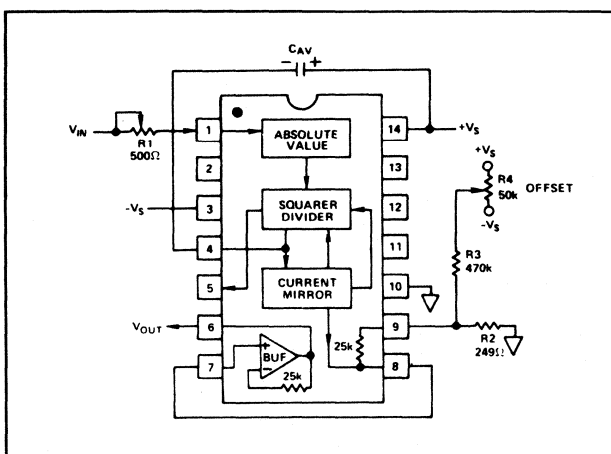 CAV
− +
VIN
R1
500Ω
1
ABSOLUTE
VALUE
14
+VS
2
13
+VS
R4
50k
OFFSET
−VS
−VS
3
SQUARER
DIVIDER
12
4
11
R3
470k
5
CURRENT
MIRROR
10
VOUT
6
25k
9
R2
249Ω
7
+
−
BUF
25k
8